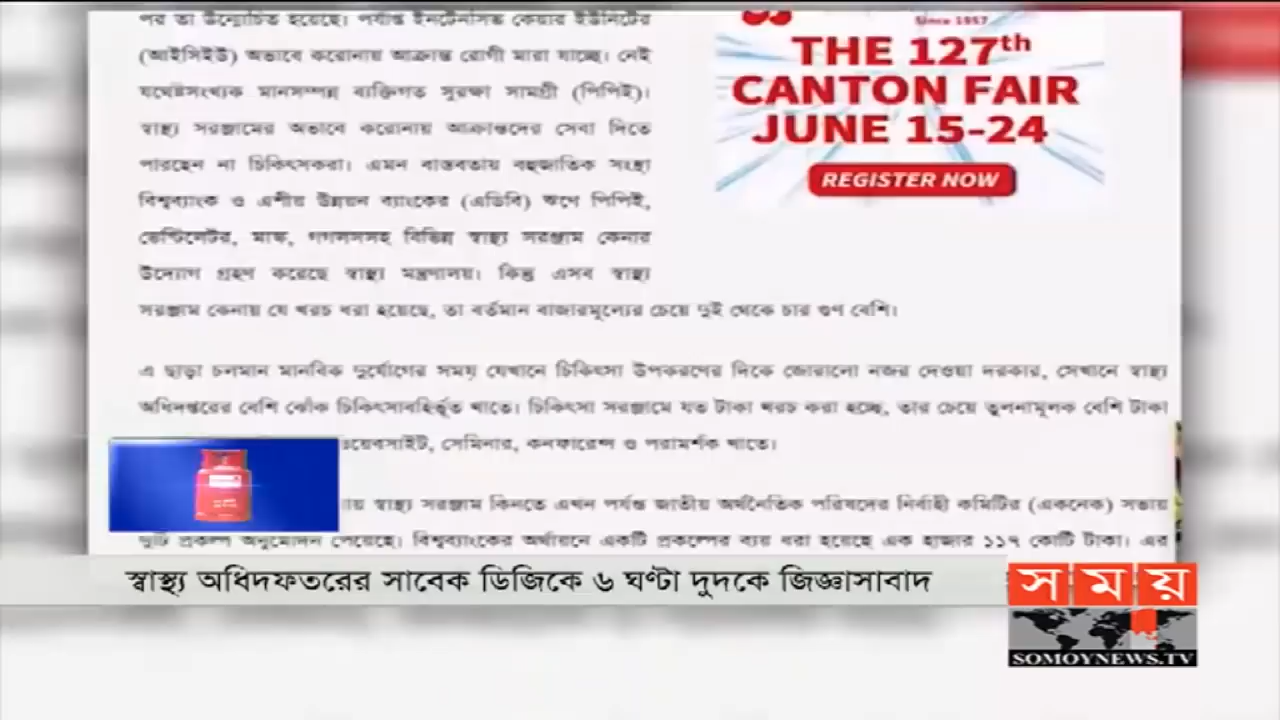 পর তা উন্মোচিত হয়েছে। পর্যাপ্ত ইনটেনসিভ কেয়ার ইউনিটের
(আইসিইউ) অভাবে করোনায় আক্রান্ত রোগী মারা যাচ্ছে। নেই
যথেষ্টসংখ্যক মানসম্পন্ন ব্যক্তিগত সুরক্ষা সামগ্রী (পিপিই)।
স্বাস্থ্য সরঞ্জামের অভাবে করোনায় আক্রান্তদের সেবা দিতে
পারছেন না চিকিৎসকরা। এমন বাস্তবতায় বহুজাতিক সংস্থা
বিশ্বব্যাংক ও এশীয় উন্নয়ন ব্যাংকের (এডিবি) ঋণে পিপিই,
ভেন্টিলেটর, মাস্ক, গগলসসহ বিভিন্ন স্বাস্থ্য সরঞ্জাম কেনার
উদ্যোগ গ্রহণ করেছে স্বাস্থ্য মন্ত্রণালয়। কিন্তু এসব স্বাস্থ্য
সরঞ্জাম কেনায় যে খরচ ধরা হয়েছে, তা বর্তমান বাজারমূল্যের চেয়ে দুই থেকে চার গুণ বেশি।
এ ছাড়া চলমান মানবিক দুর্যোগের সময় যেখানে চিকিৎসা উপকরণের দিকে জোরালো নজর দেওয়া দরকার, সেখানে স্বাস্থ্য
অধিদপ্তরের বেশি ঝোঁক চিকিৎসাবহির্ভূত খাতে। চিকিৎসা সরঞ্জামে যত টাকা খরচ করা হচ্ছে, তার চেয়ে তুলনামূলক বেশি টাকা
য়েবসাইট, সেমিনার, কনফারেন্স ও পরামর্শক খাতে।
ায় স্বাস্থ্য সরঞ্জাম কিনতে এখন পর্যন্ত জাতীয় অর্থনৈতিক পরিষদের নির্বাহী কমিটির (একনেক) সভায়
দুটি প্রকল্প অনুমোদন পেয়েছে। বিশ্বব্যাংকের অর্থায়নে একটি প্রকল্পের ব্যয় ধরা হয়েছে এক হাজার ১১৭ কোটি টাকা। এর
Since 1957
THE 127th
CANTON FAIR
JUNE 15-24
REGISTER NOW
স্বাস্থ্য অধিদফতরের সাবেক ডিজিকে ৬ ঘণ্টা দুদকে জিজ্ঞাসাবাদ
সময়
SOMOYNEWS.TV